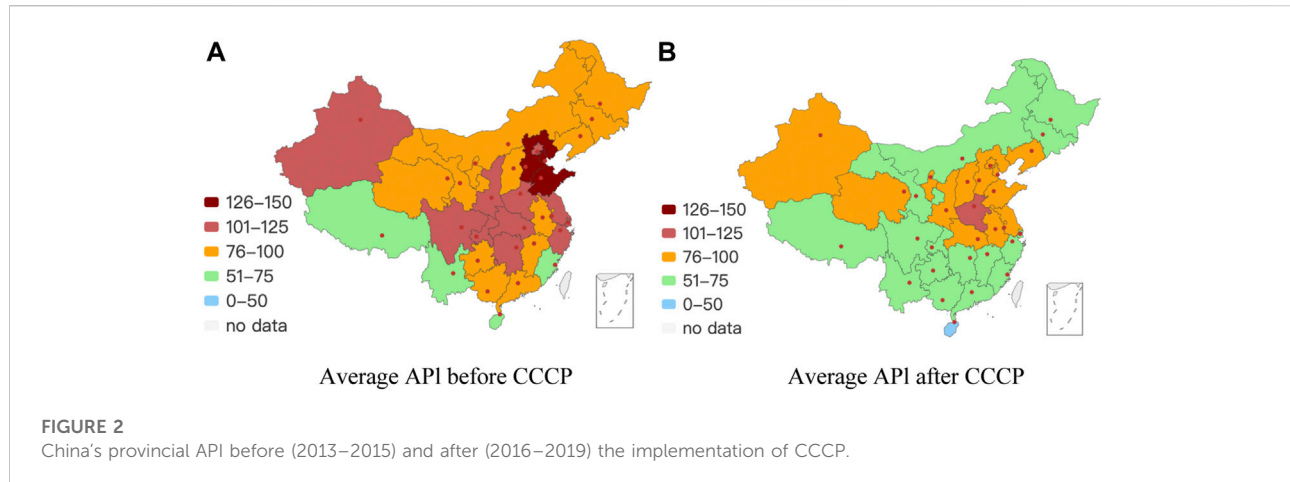 A
B
126–150
101–125
76–100
51–75
0–50
no data
126–150
101–125
76–100
51–75
0–50
no data
Average APl before CCCP
Average APl after CCCP
FIGURE 2
China's provincial API before (2013–2015) and after (2016–2019) the implementation of CCCP.